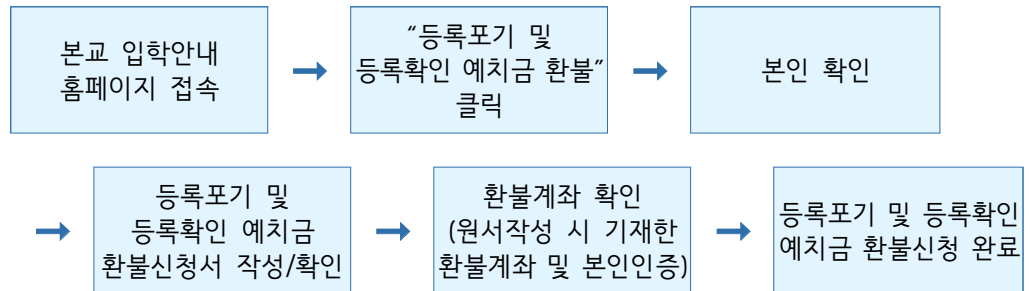 본교 입학안내
홈페이지 접속
“등록포기 및
등록확인 예치금 환불”
클릭
본인 확인
등록포기 및
등록확인 예치금
환불신청서 작성/확인
환불계좌 확인
(원서작성 시 기재한
환불계좌 및 본인인증)
등록포기 및 등록확인
예치금 환불신청 완료